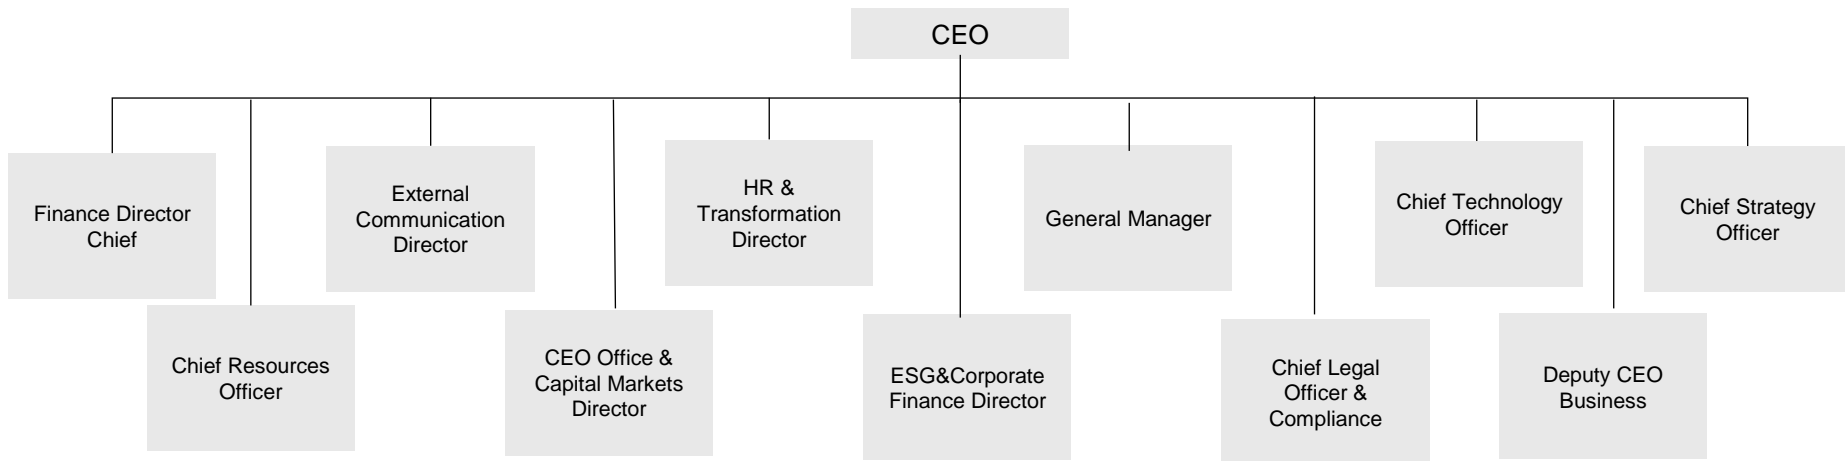 CEO
Finance Director
Chief
External
Communication
Director
HR &
Transformation
Director
General Manager
Chief Technology
Officer
Chief Strategy
Officer
Chief Resources
Officer
CEO Office &
Capital Markets
Director
ESG&Corporate
Finance Director
Chief Legal
Officer &
Compliance
Deputy CEO
Business